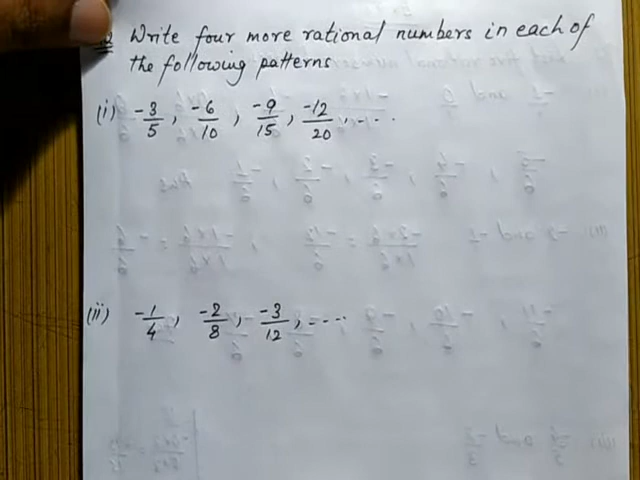 Write four more rational numbers in each of
the following patterns
(i) -3/5, -6/10, -9/15, -12/20, ....
(ii) -1/4, -2/8, -3/12, ....